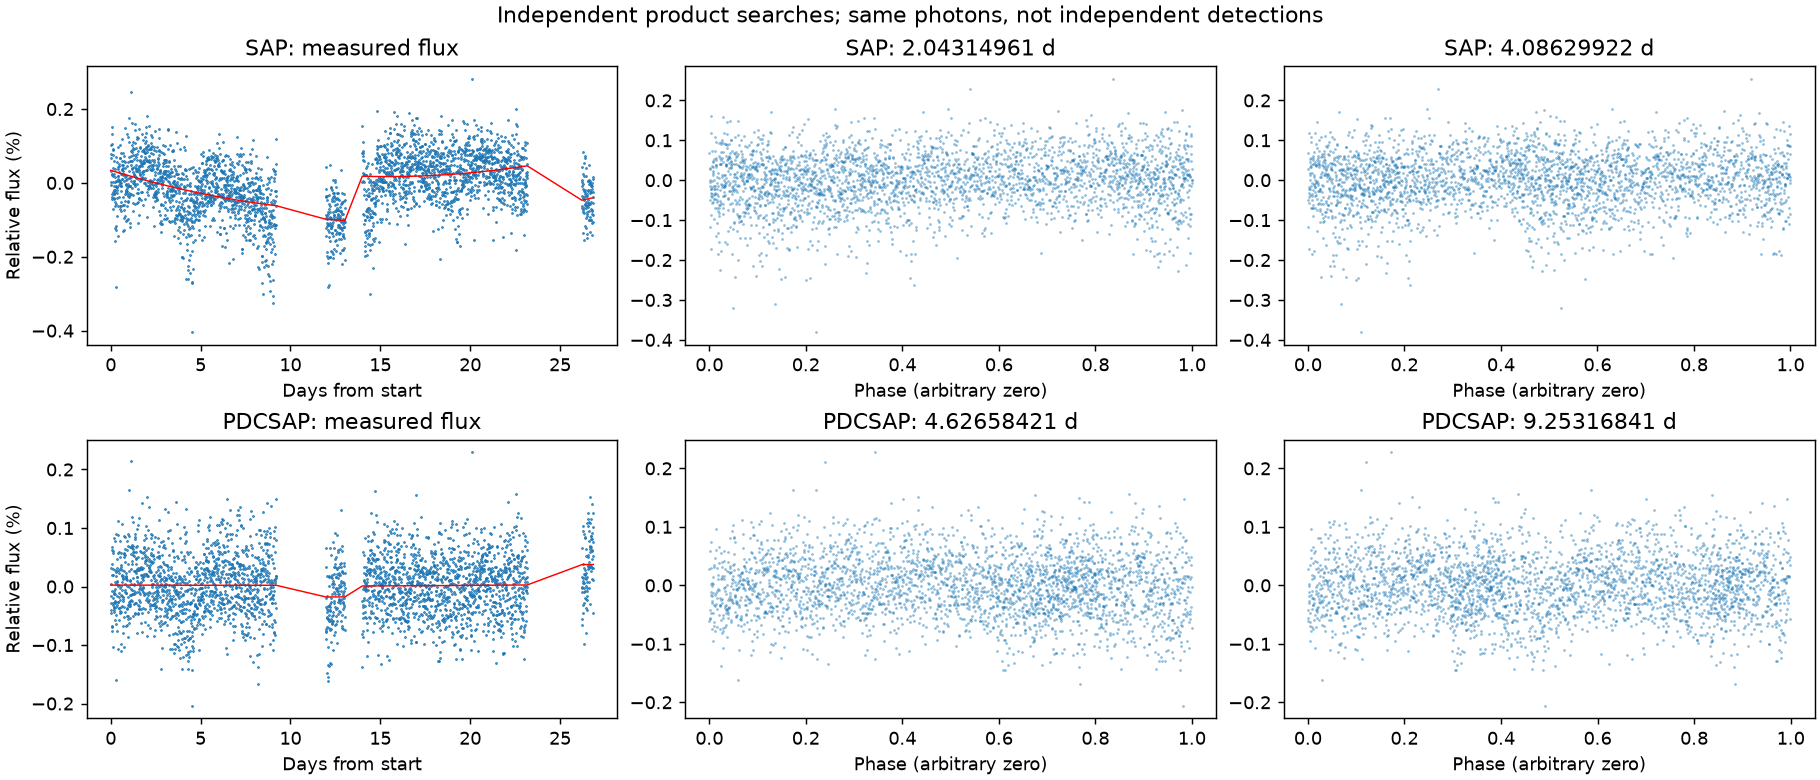 Independent product searches; same photons, not independent detections
SAP: measured flux
SAP: 2.04314961 d
SAP: 4.08629922 d
Relative flux (%)
0.2
0.0
−0.2
−0.4
0.2
0.1
0.0
−0.1
−0.2
−0.3
−0.4
0.2
0.1
0.0
−0.1
−0.2
−0.3
−0.4
0 5 10 15 20 25
0.0 0.2 0.4 0.6 0.8 1.0
0.0 0.2 0.4 0.6 0.8 1.0
Days from start
Phase (arbitrary zero)
Phase (arbitrary zero)
PDCSAP: measured flux
PDCSAP: 4.62658421 d
PDCSAP: 9.25316841 d
Relative flux (%)
0.2
0.1
0.0
−0.1
−0.2
0.2
0.1
0.0
−0.1
−0.2
0.2
0.1
0.0
−0.1
−0.2
0 5 10 15 20 25
0.0 0.2 0.4 0.6 0.8 1.0
0.0 0.2 0.4 0.6 0.8 1.0
Days from start
Phase (arbitrary zero)
Phase (arbitrary zero)